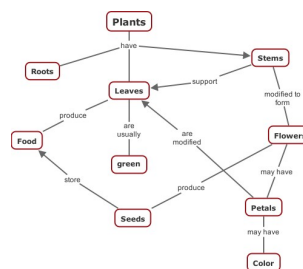 Plants
have
Stems
Roots
support
Leaves
modified to
form
produce
are
usually
are
modified
Flowers
Food
green
may have
store
produce
Petals
Seeds
may have
Color